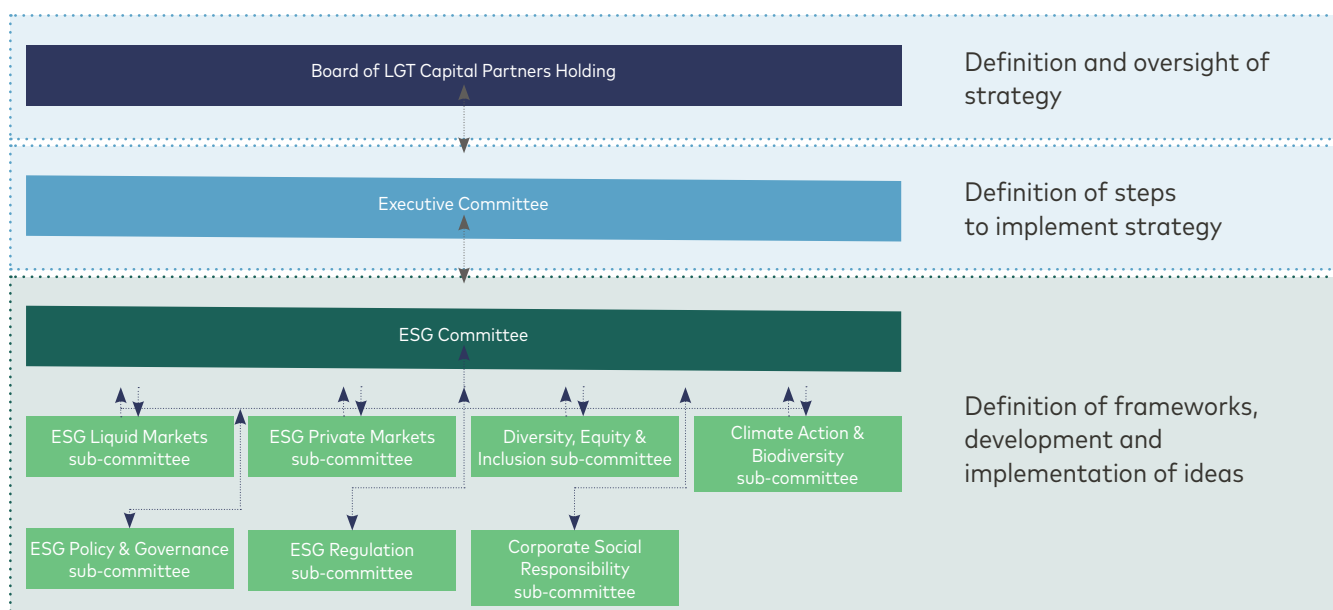 Board of LGT Capital Partners Holding
Definition and oversight of
strategy
Executive Committee
Definition of steps
to implement strategy
ESG Committee
Definition of frameworks,
development and
implementation of ideas
ESG Liquid Markets
sub-committee
ESG Private Markets
sub-committee
Diversity, Equity &
Inclusion sub-committee
Climate Action &
Biodiversity
sub-committee
ESG Policy & Governance
sub-committee
ESG Regulation
sub-committee
Corporate Social
Responsibility
sub-committee